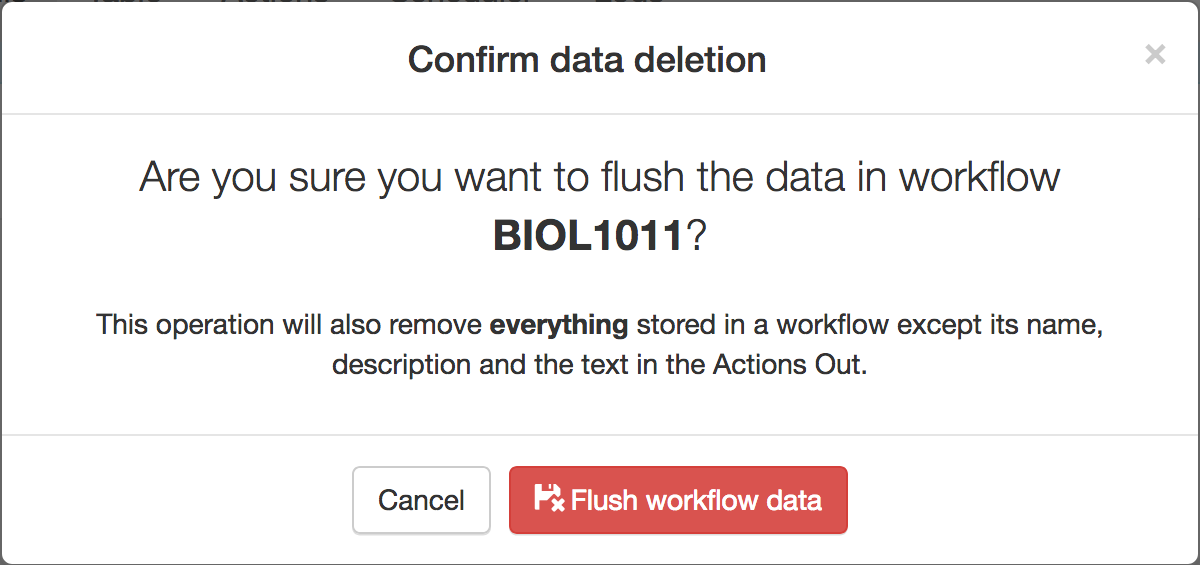 Confirm data deletion
×
Are you sure you want to flush the data in workflow
BIOL1011?
This operation will also remove everything stored in a workflow except its name,
description and the text in the Actions Out.
Cancel
Flush workflow data